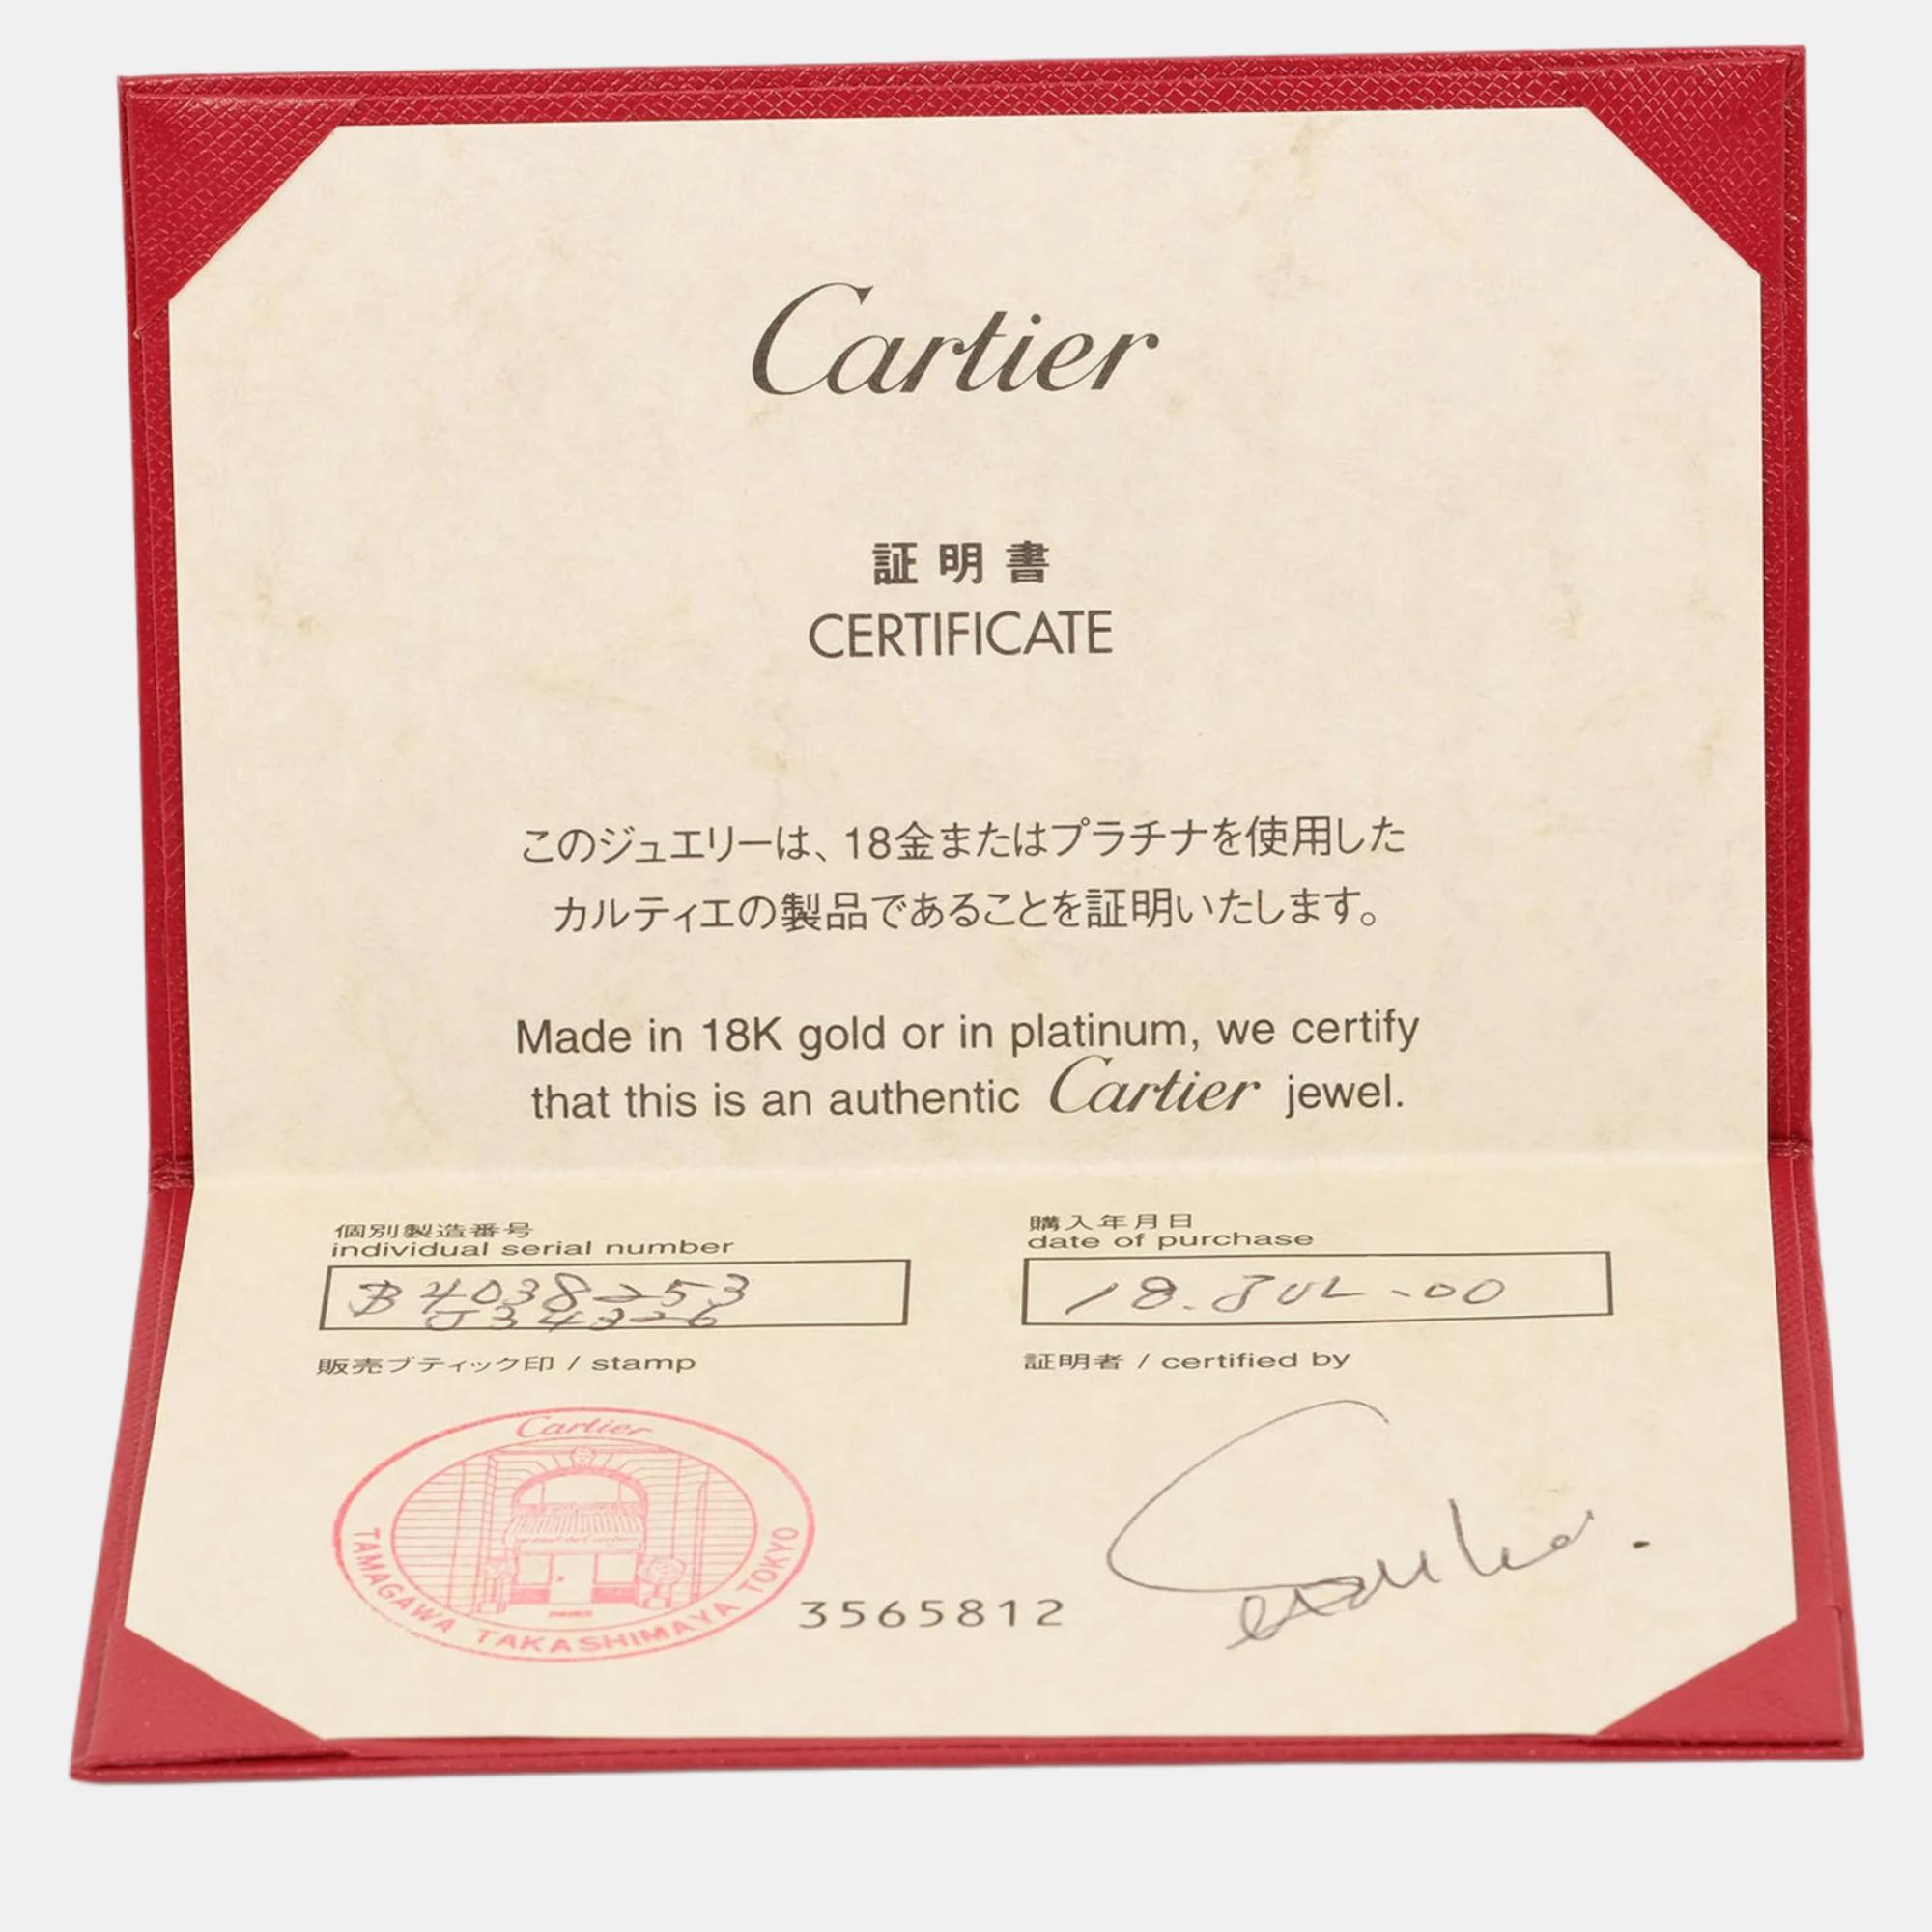 Cartier
証明書
CERTIFICATE
このジュエリーは、18金またはプラチナを使用した
カルティエの製品であることを証明いたします。
Made in 18K gold or in platinum, we certify
that this is an authentic Cartier jewel.
個別製造番号
individual serial number
B4038253
J34326
購入年月日
date of purchase
18.JUL.00
販売ブティック印 / stamp
証明者 / certified by
Cartier
TAMAGAWA TAKASHIMAYA TOKYO
3565812